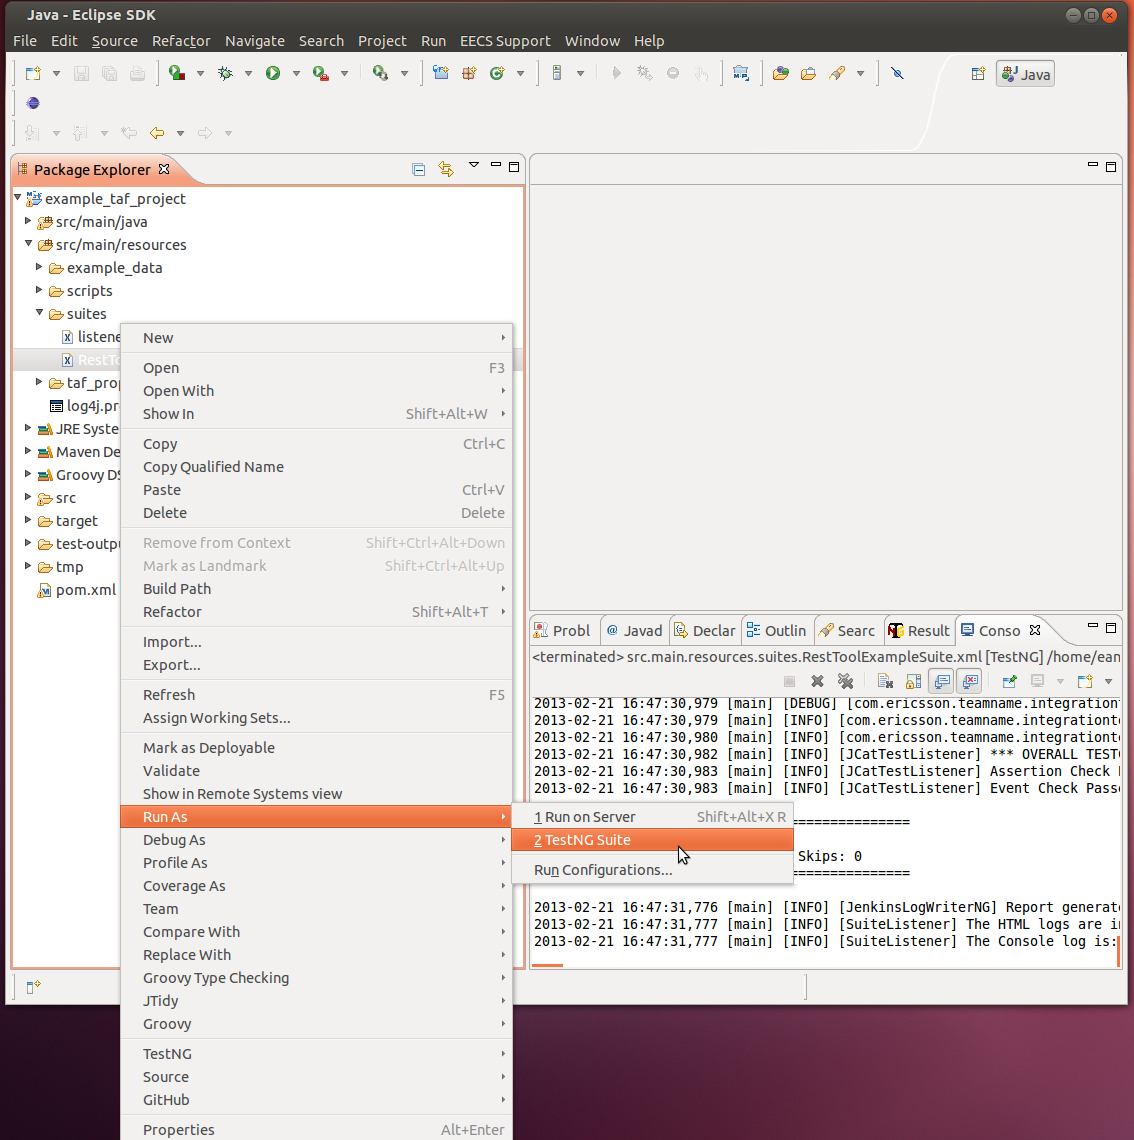 Java - Eclipse SDK
File Edit Source Refactor Navigate Search Project Run EECS Support Window Help
Java
Package Explorer
example_taf_project
src/main/java
src/main/resources
example_data
scripts
suites
listene
RestTo
taf_prop
log4j.pr
JRE Syste
Maven De
Groovy DS
src
target
test-outpu
tmp
pom.xml
New
Open F3
Open With
Show In Shift+Alt+W
Copy Ctrl+C
Copy Qualified Name
Paste Ctrl+V
Delete Delete
Remove from Context Shift+Ctrl+Alt+Down
Mark as Landmark Shift+Ctrl+Alt+Up
Build Path
Refactor Shift+Alt+T
Import...
Export...
Refresh F5
Assign Working Sets...
Mark as Deployable
Validate
Show in Remote Systems view
Run As
Debug As
Profile As
Coverage As
Team
Compare With
Replace With
Groovy Type Checking
JTidy
Groovy
TestNG
Source
GitHub
Properties Alt+Enter
1 Run on Server Shift+Alt+X R
2 TestNG Suite
Run Configurations...
Probl Javad Declar Outlin Searc Result Conso
<terminated> src.main.resources.suites.RestToolExampleSuite.xml [TestNG] /home/ean
2013-02-21 16:47:30,979 [main] [DEBUG] [com.ericsson.teamname.integrationt
2013-02-21 16:47:30,979 [main] [INFO] [com.ericsson.teamname.integrationte
2013-02-21 16:47:30,980 [main] [INFO] [com.ericsson.teamname.integrationte
2013-02-21 16:47:30,982 [main] [INFO] [JCatTestListener] *** OVERALL TESTC
2013-02-21 16:47:30,983 [main] [INFO] [JCatTestListener] Assertion Check P
2013-02-21 16:47:30,983 [main] [INFO] [JCatTestListener] Event Check Passe
===============
Skips: 0
===============
2013-02-21 16:47:31,776 [main] [INFO] [JenkinsLogWriterNG] Report generate
2013-02-21 16:47:31,777 [main] [INFO] [SuiteListener] The HTML logs are in
2013-02-21 16:47:31,777 [main] [INFO] [SuiteListener] The Console log is: